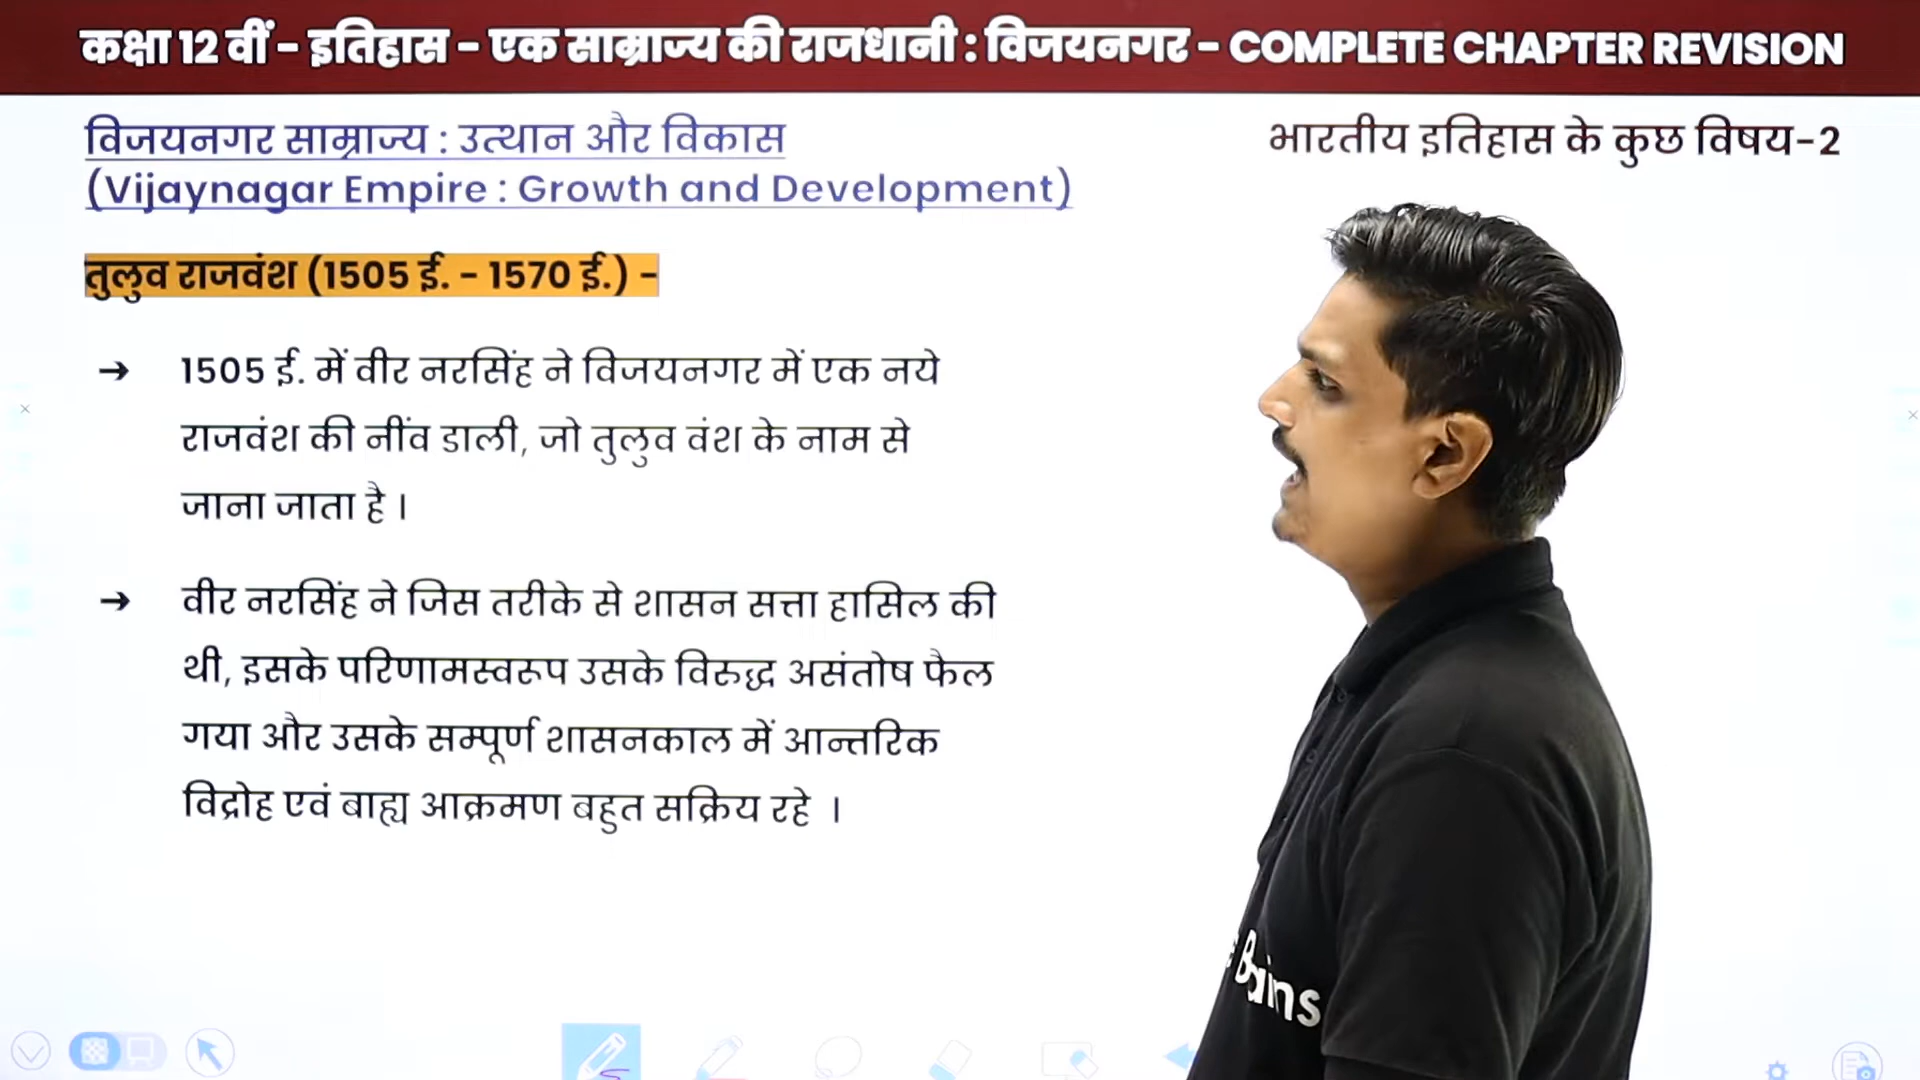 कक्षा 12 वीं - इतिहास - एक साम्राज्य की राजधानी : विजयनगर - COMPLETE CHAPTER REVISION
विजयनगर साम्राज्य : उत्थान और विकास
(Vijaynagar Empire : Growth and Development)
भारतीय इतिहास के कुछ विषय-2
तुलुव राजवंश (1505 ई. - 1570 ई.) -
➔ 1505 ई. में वीर नरसिंह ने विजयनगर में एक नये
राजवंश की नींव डाली, जो तुलुव वंश के नाम से
जाना जाता है ।
➔ वीर नरसिंह ने जिस तरीके से शासन सत्ता हासिल की
थी, इसके परिणामस्वरूप उसके विरुद्ध असंतोष फैल
गया और उसके सम्पूर्ण शासनकाल में आन्तरिक
विद्रोह एवं बाह्य आक्रमण बहुत सक्रिय रहे ।